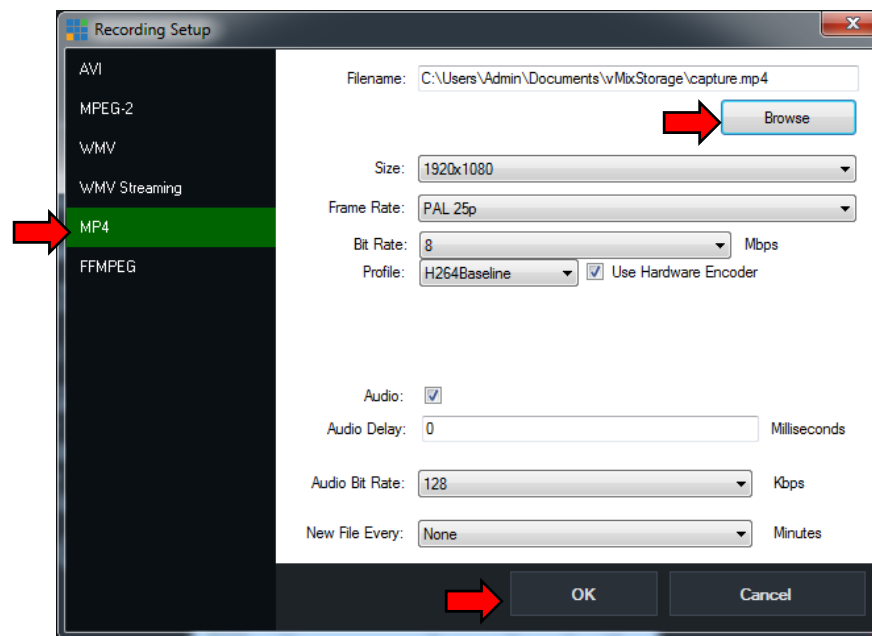 Recording Setup
AVI
MPEG-2
WMV
WMV Streaming
MP4
FFMPEG
Filename: C:\Users\Admin\Documents\vMixStorage\capture.mp4
Browse
Size: 1920x1080
Frame Rate: PAL 25p
Bit Rate: 8 Mbps
Profile: H264Baseline Use Hardware Encoder
Audio:
Audio Delay: 0 Milliseconds
Audio Bit Rate: 128 Kbps
New File Every: None Minutes
OK Cancel